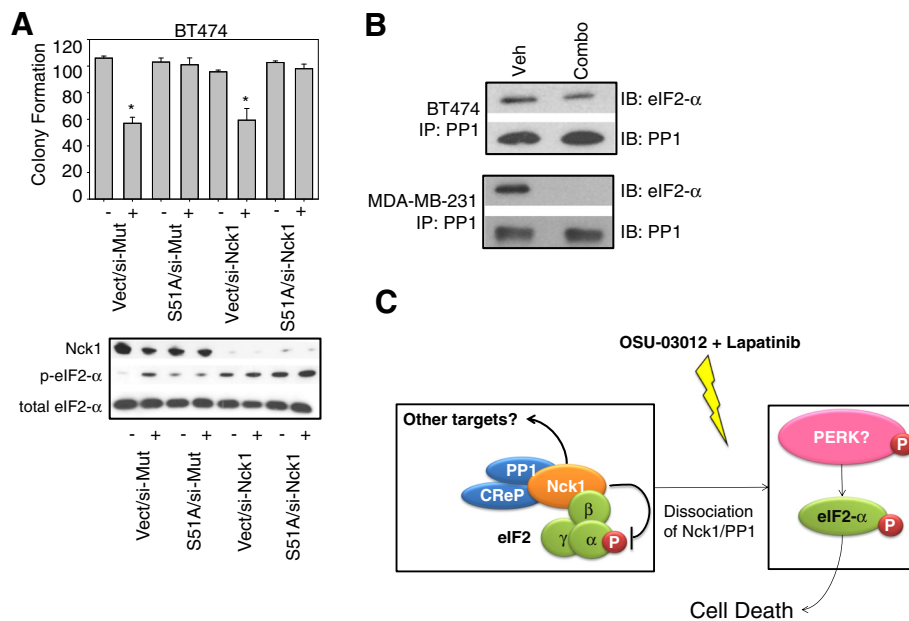 A
BT474
Colony Formation
120
100
80
60
40
20
0
*
*
- + - + - + - +
Vect/si-Mut
S51A/si-Mut
Vect/si-Nck1
S51A/si-Nck1
Nck1
p-eIF2-α
total eIF2-α
- + - + - + - +
Vect/si-Mut
S51A/si-Mut
Vect/si-Nck1
S51A/si-Nck1
B
Veh
Combo
BT474
IP: PP1
IB: eIF2-α
IB: PP1
MDA-MB-231
IP: PP1
IB: eIF2-α
IB: PP1
C
OSU-03012 + Lapatinib
Other targets?
PP1
CReP
Nck1
β
eIF2
γ
α
P
Dissociation
of Nck1/PP1
PERK?
P
eIF2-α
P
Cell Death